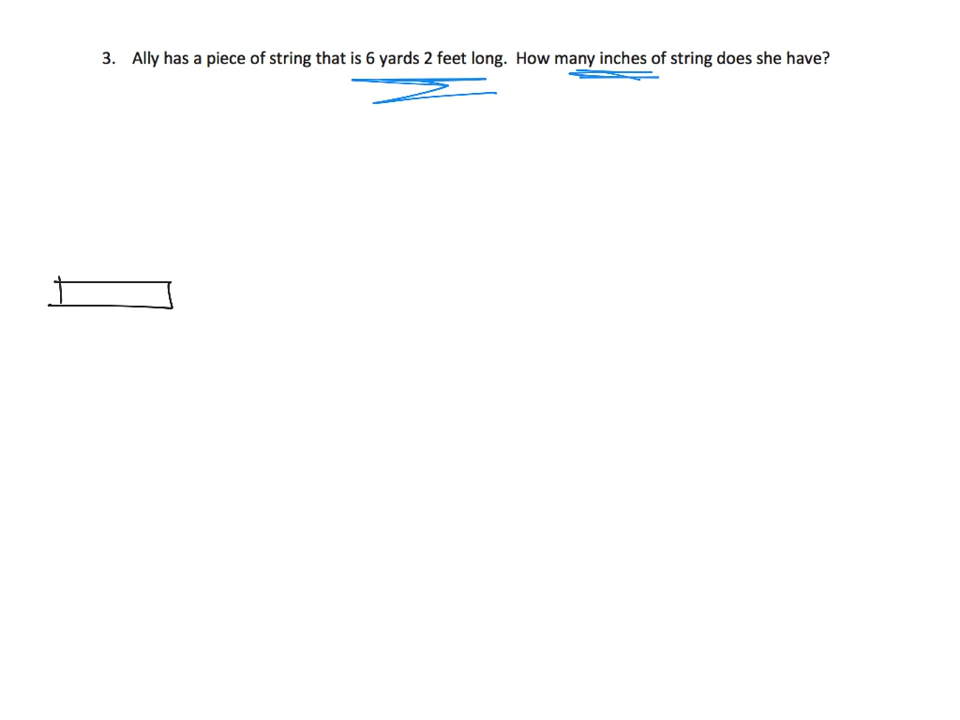 3. Ally has a piece of string that is 6 yards 2 feet long. How many inches of string does she have?